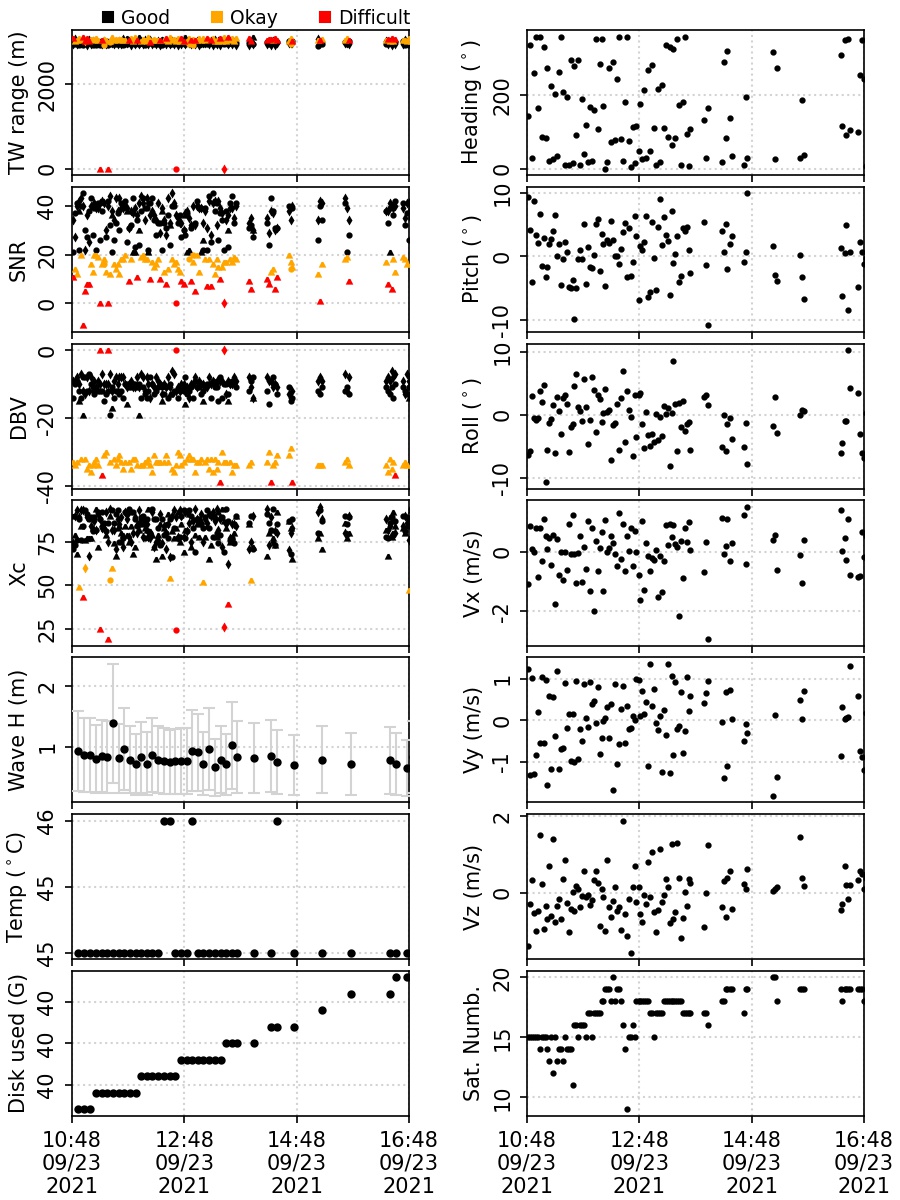 Good Okay Difficult
TW range (m)
2000
0
SNR
40
20
0
DBV
0
-20
-40
Xc
75
50
25
Wave H (m)
2
1
Temp (°C)
46
45
45
Disk used (G)
40
40
40
10:48 12:48 14:48 16:48
09/23 09/23 09/23 09/23
2021 2021 2021 2021
Heading (°)
200
0
Pitch (°)
10
0
-10
Roll (°)
10
0
-10
Vx (m/s)
0
-2
Vy (m/s)
1
0
-1
Vz (m/s)
2
0
Sat. Numb.
20
15
10
10:48 12:48 14:48 16:48
09/23 09/23 09/23 09/23
2021 2021 2021 2021